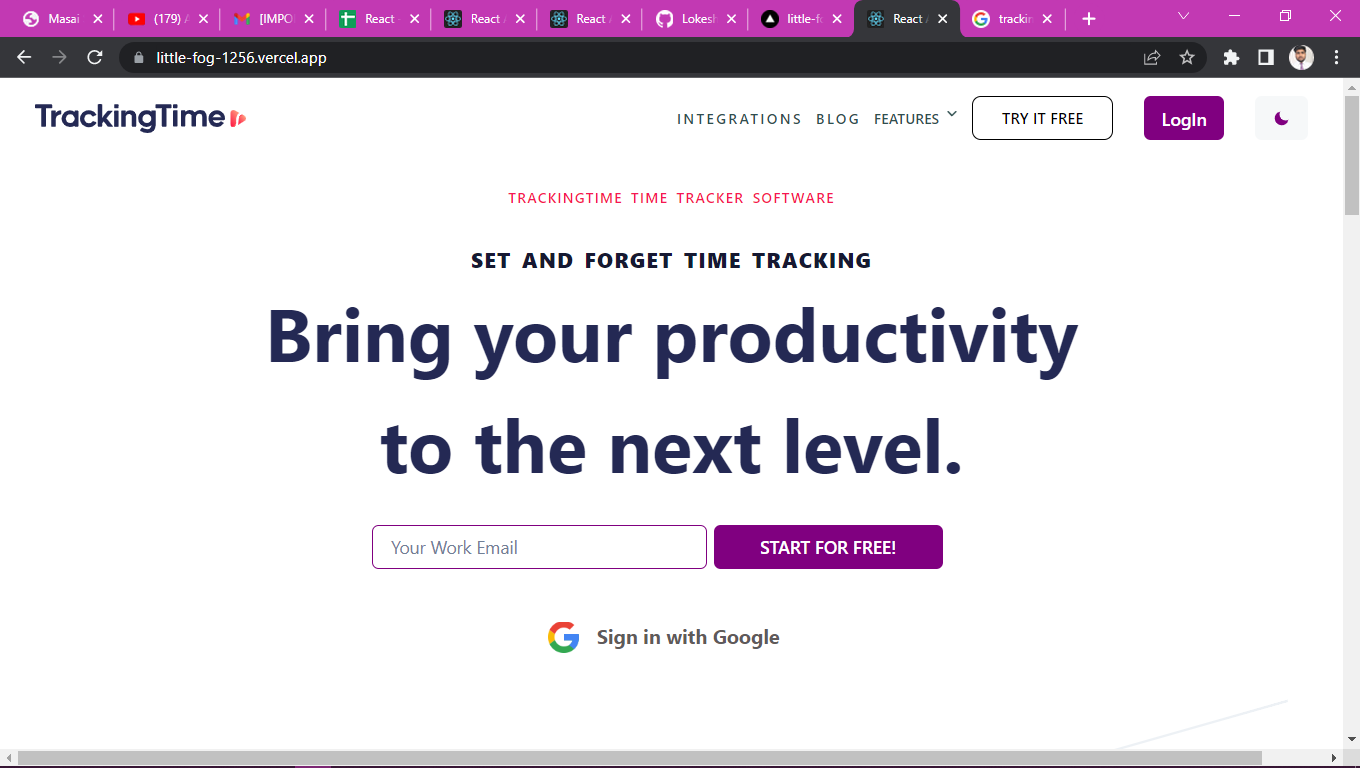 Masai
(179) A
[IMPO
React
React A
React A
Lokesh
little-fo
React A
trackin
little-fog-1256.vercel.app
TrackingTime
INTEGRATIONS BLOG FEATURES TRY IT FREE LogIn
TRACKINGTIME TIME TRACKER SOFTWARE
SET AND FORGET TIME TRACKING
Bring your productivity
to the next level.
Your Work Email START FOR FREE!
Sign in with Google